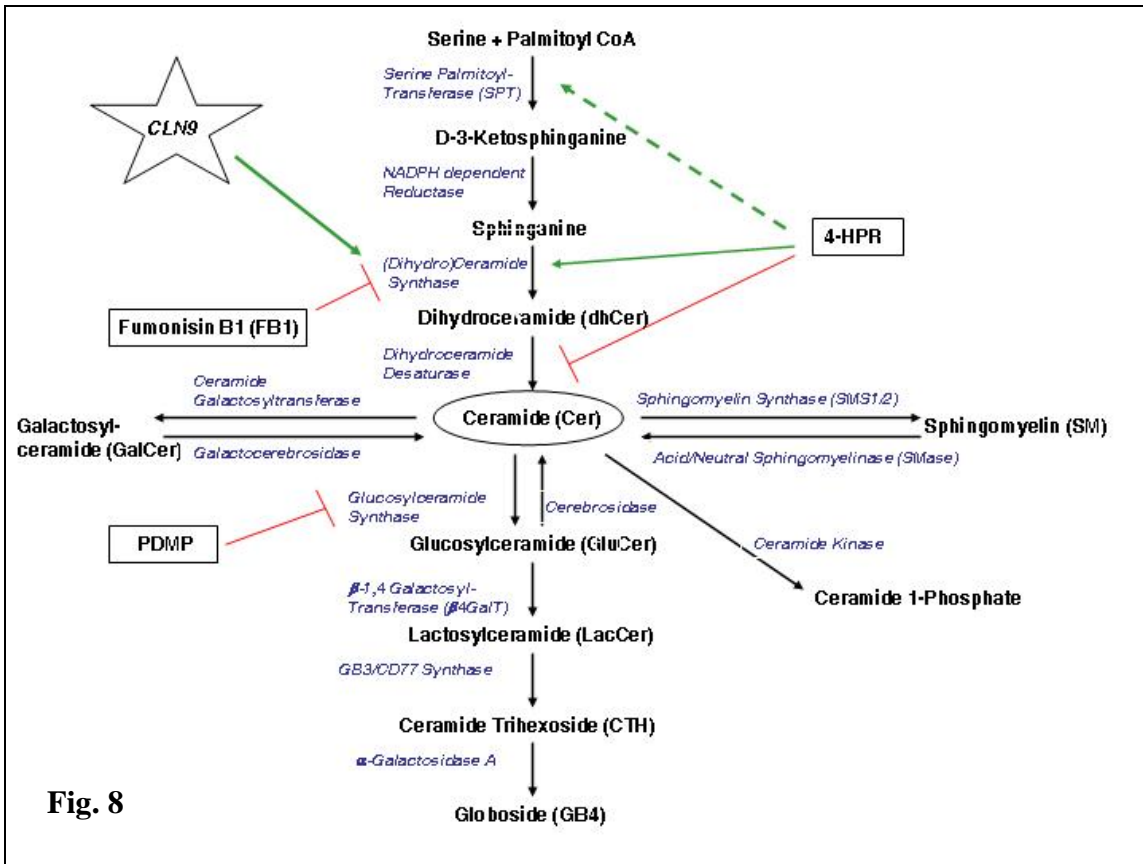 Serine + Palmitoyl CoA
Serine Palmitoyl-
Transferase (SPT)
CLN9
D-3-Ketosphinganine
NADPH dependent
Reductase
Sphinganine
4-HPR
(Dihydro)Ceramide
Synthase
Fumonisin B1 (FB1)
Dihydroceramide (dhCer)
Dihydroceramide
Desaturase
Ceramide
Galactosyltransferase
Ceramide (Cer)
Sphingomyelin Synthase (SMS1/2)
Galactosyl-
ceramide (GalCer)
Sphingomyelin (SM)
Galactocerebrosidase
Acid/Neutral Sphingomyelinase (SMase)
Glucosylceramide
Synthase
Cerebrosidase
PDMP
Glucosylceramide (GluCer)
Ceramide Kinase
β-1,4 Galactosyl-
Transferase (β4GalT)
Ceramide 1-Phosphate
Lactosylceramide (LacCer)
GB3/CD77 Synthase
Ceramide Trihexoside (CTH)
α-Galactosidase A
Fig. 8
Globoside (GB4)